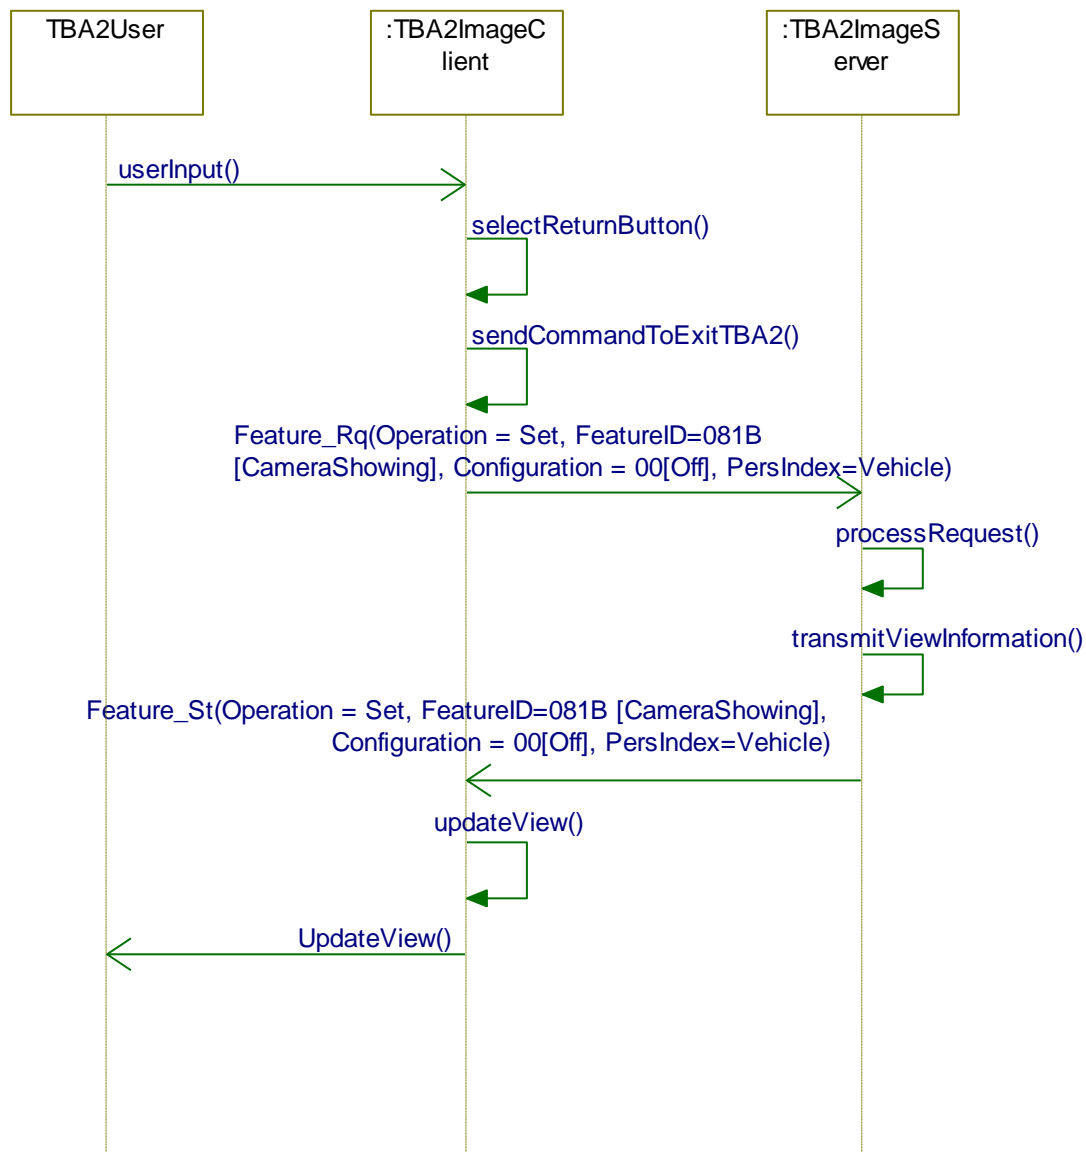 TBA2User
:TBA2ImageC
lient
:TBA2ImageS
erver
userInput()
selectReturnButton()
sendCommandToExitTBA2()
Feature_Rq(Operation = Set, FeatureID=081B
[CameraShowing], Configuration = 00[Off], PersIndex=Vehicle)
processRequest()
transmitViewInformation()
Feature_St(Operation = Set, FeatureID=081B [CameraShowing],
Configuration = 00[Off], PersIndex=Vehicle)
updateView()
UpdateView()